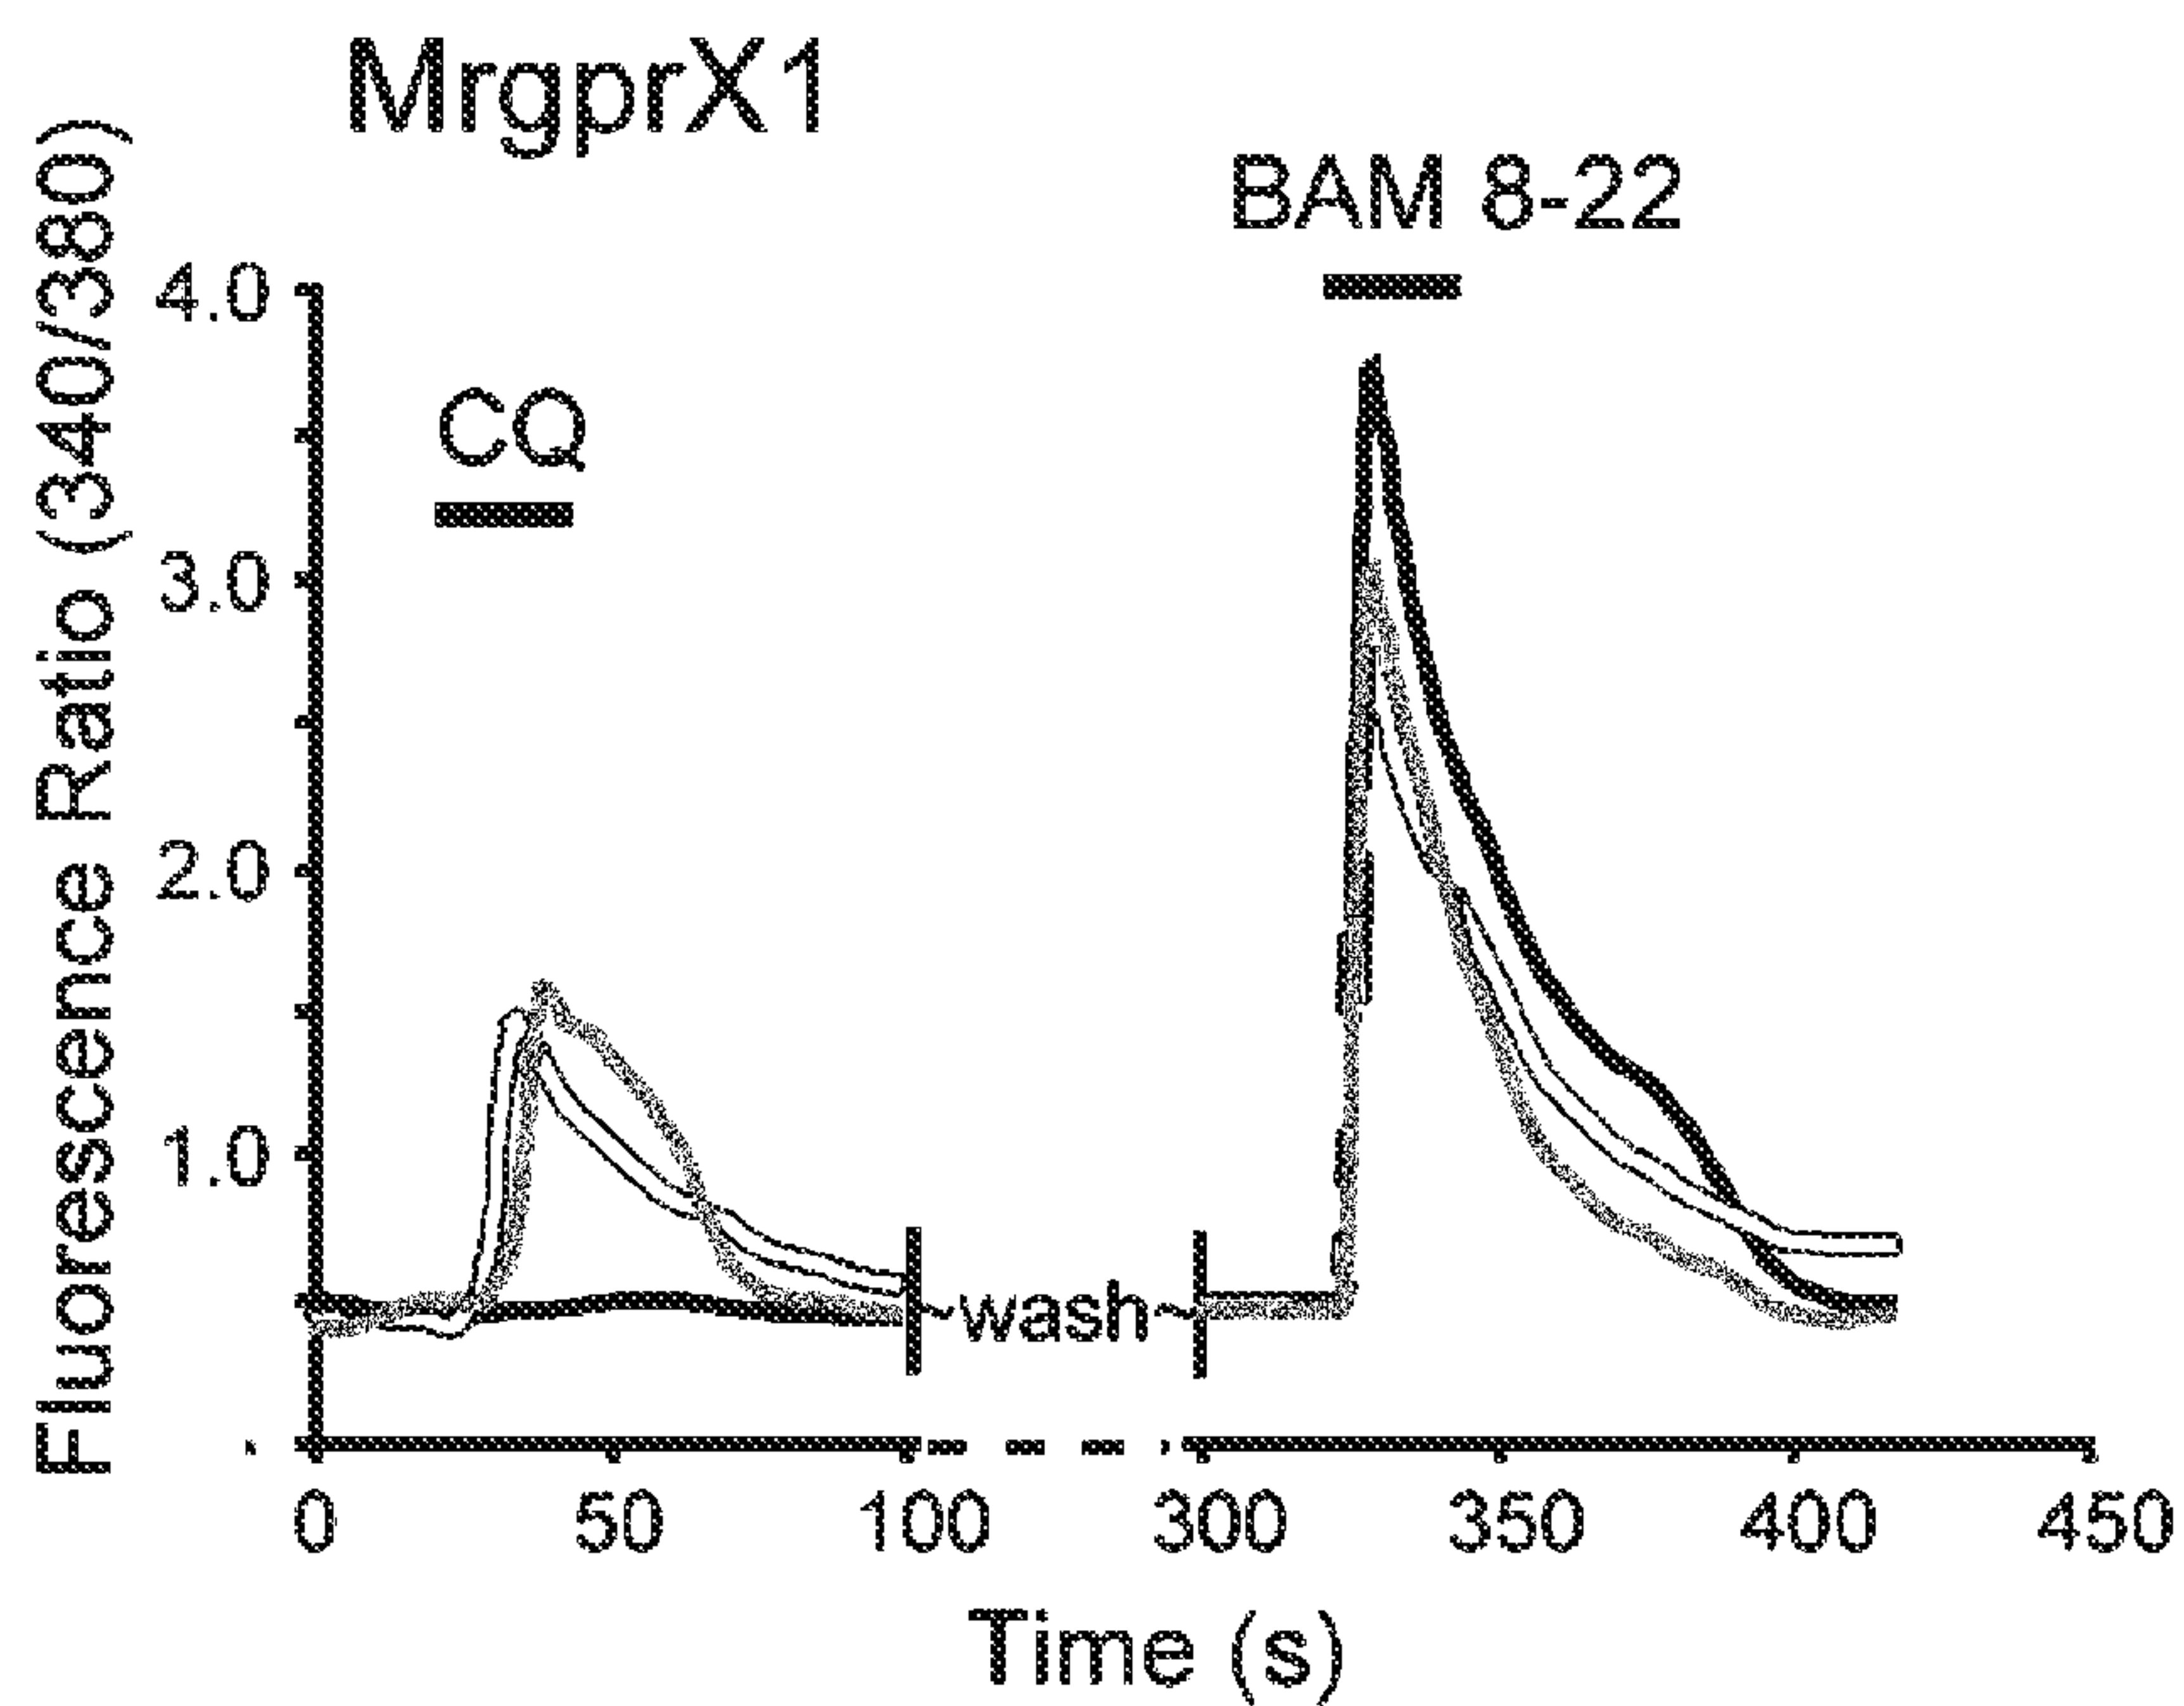 MrgprX1
BAM 8-22
CQ
Fluorescence Ratio (340/380)
4.0
3.0
2.0
1.0
~wash~
0 50 100 300 350 400 450
Time (s)